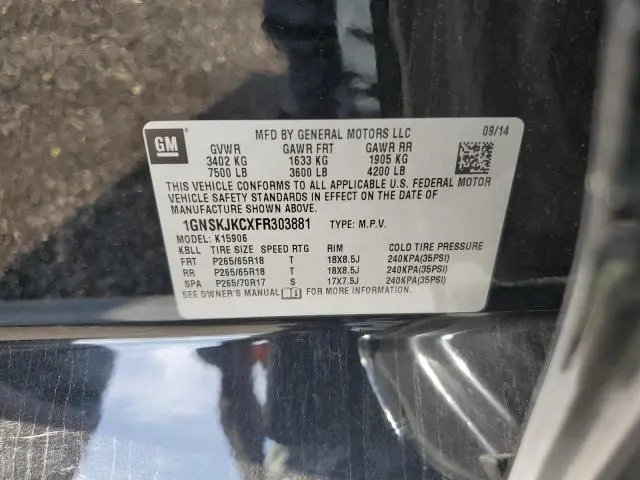 GM
MFD BY GENERAL MOTORS LLC 09/14
GVWR GAWR FRT GAWR RR
3402 KG 1633 KG 1905 KG
7500 LB 3600 LB 4200 LB
THIS VEHICLE CONFORMS TO ALL APPLICABLE U.S. FEDERAL MOTOR
VEHICLE SAFETY STANDARDS IN EFFECT ON THE DATE OF
MANUFACTURE SHOWN ABOVE.
1GNSKJKCXFR303881 TYPE: M.P.V.
MODEL: K15906
KBLL TIRE SIZE SPEED RTG RIM COLD TIRE PRESSURE
FRT P265/65R18 T 18X8.5J 240KPA(35PSI)
RR P265/65R18 T 18X8.5J 240KPA(35PSI)
SPA P265/70R17 S 17X7.5J 240KPA(35PSI)
SEE OWNER'S MANUAL FOR MORE INFORMATION.